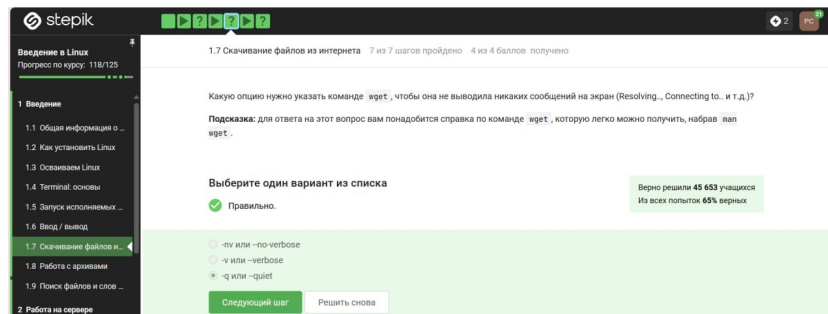 stepik
2
PC
21
Введение в Linux
Прогресс по курсу: 118/125
1 Введение
1.1 Общая информация о ...
1.2 Как установить Linux
1.3 Осваиваем Linux
1.4 Terminal: основы
1.5 Запуск исполняемых ...
1.6 Ввод / вывод
1.7 Скачивание файлов и...
1.8 Работа с архивами
1.9 Поиск файлов и слов ...
2 Работа на сервере
1.7 Скачивание файлов из интернета 7 из 7 шагов пройдено 4 из 4 баллов получено
Какую опцию нужно указать команде wget, чтобы она не выводила никаких сообщений на экран (Resolving.., Connecting to.. и т.д.)?
Подсказка: для ответа на этот вопрос вам понадобится справка по команде wget, которую легко можно получить, набрав man
wget.
Выберите один вариант из списка
Правильно.
Верно решили 45 653 учащихся
Из всех попыток 65% верных
-nv или --no-verbose
-v или --verbose
-q или --quiet
Следующий шаг
Решить снова